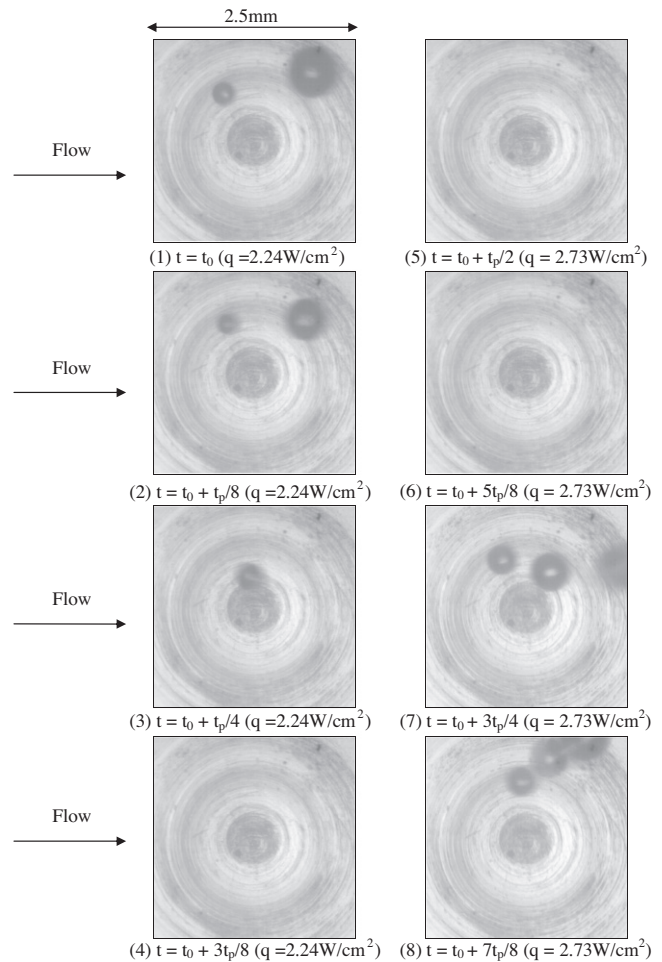 2.5mm
Flow
(1) t = t₀ (q =2.24W/cm²)
(5) t = t₀ + tₚ/2 (q = 2.73W/cm²)
Flow
(2) t = t₀ + tₚ/8 (q =2.24W/cm²)
(6) t = t₀ + 5tₚ/8 (q = 2.73W/cm²)
Flow
(3) t = t₀ + tₚ/4 (q =2.24W/cm²)
(7) t = t₀ + 3tₚ/4 (q = 2.73W/cm²)
Flow
(4) t = t₀ + 3tₚ/8 (q =2.24W/cm²)
(8) t = t₀ + 7tₚ/8 (q = 2.73W/cm²)